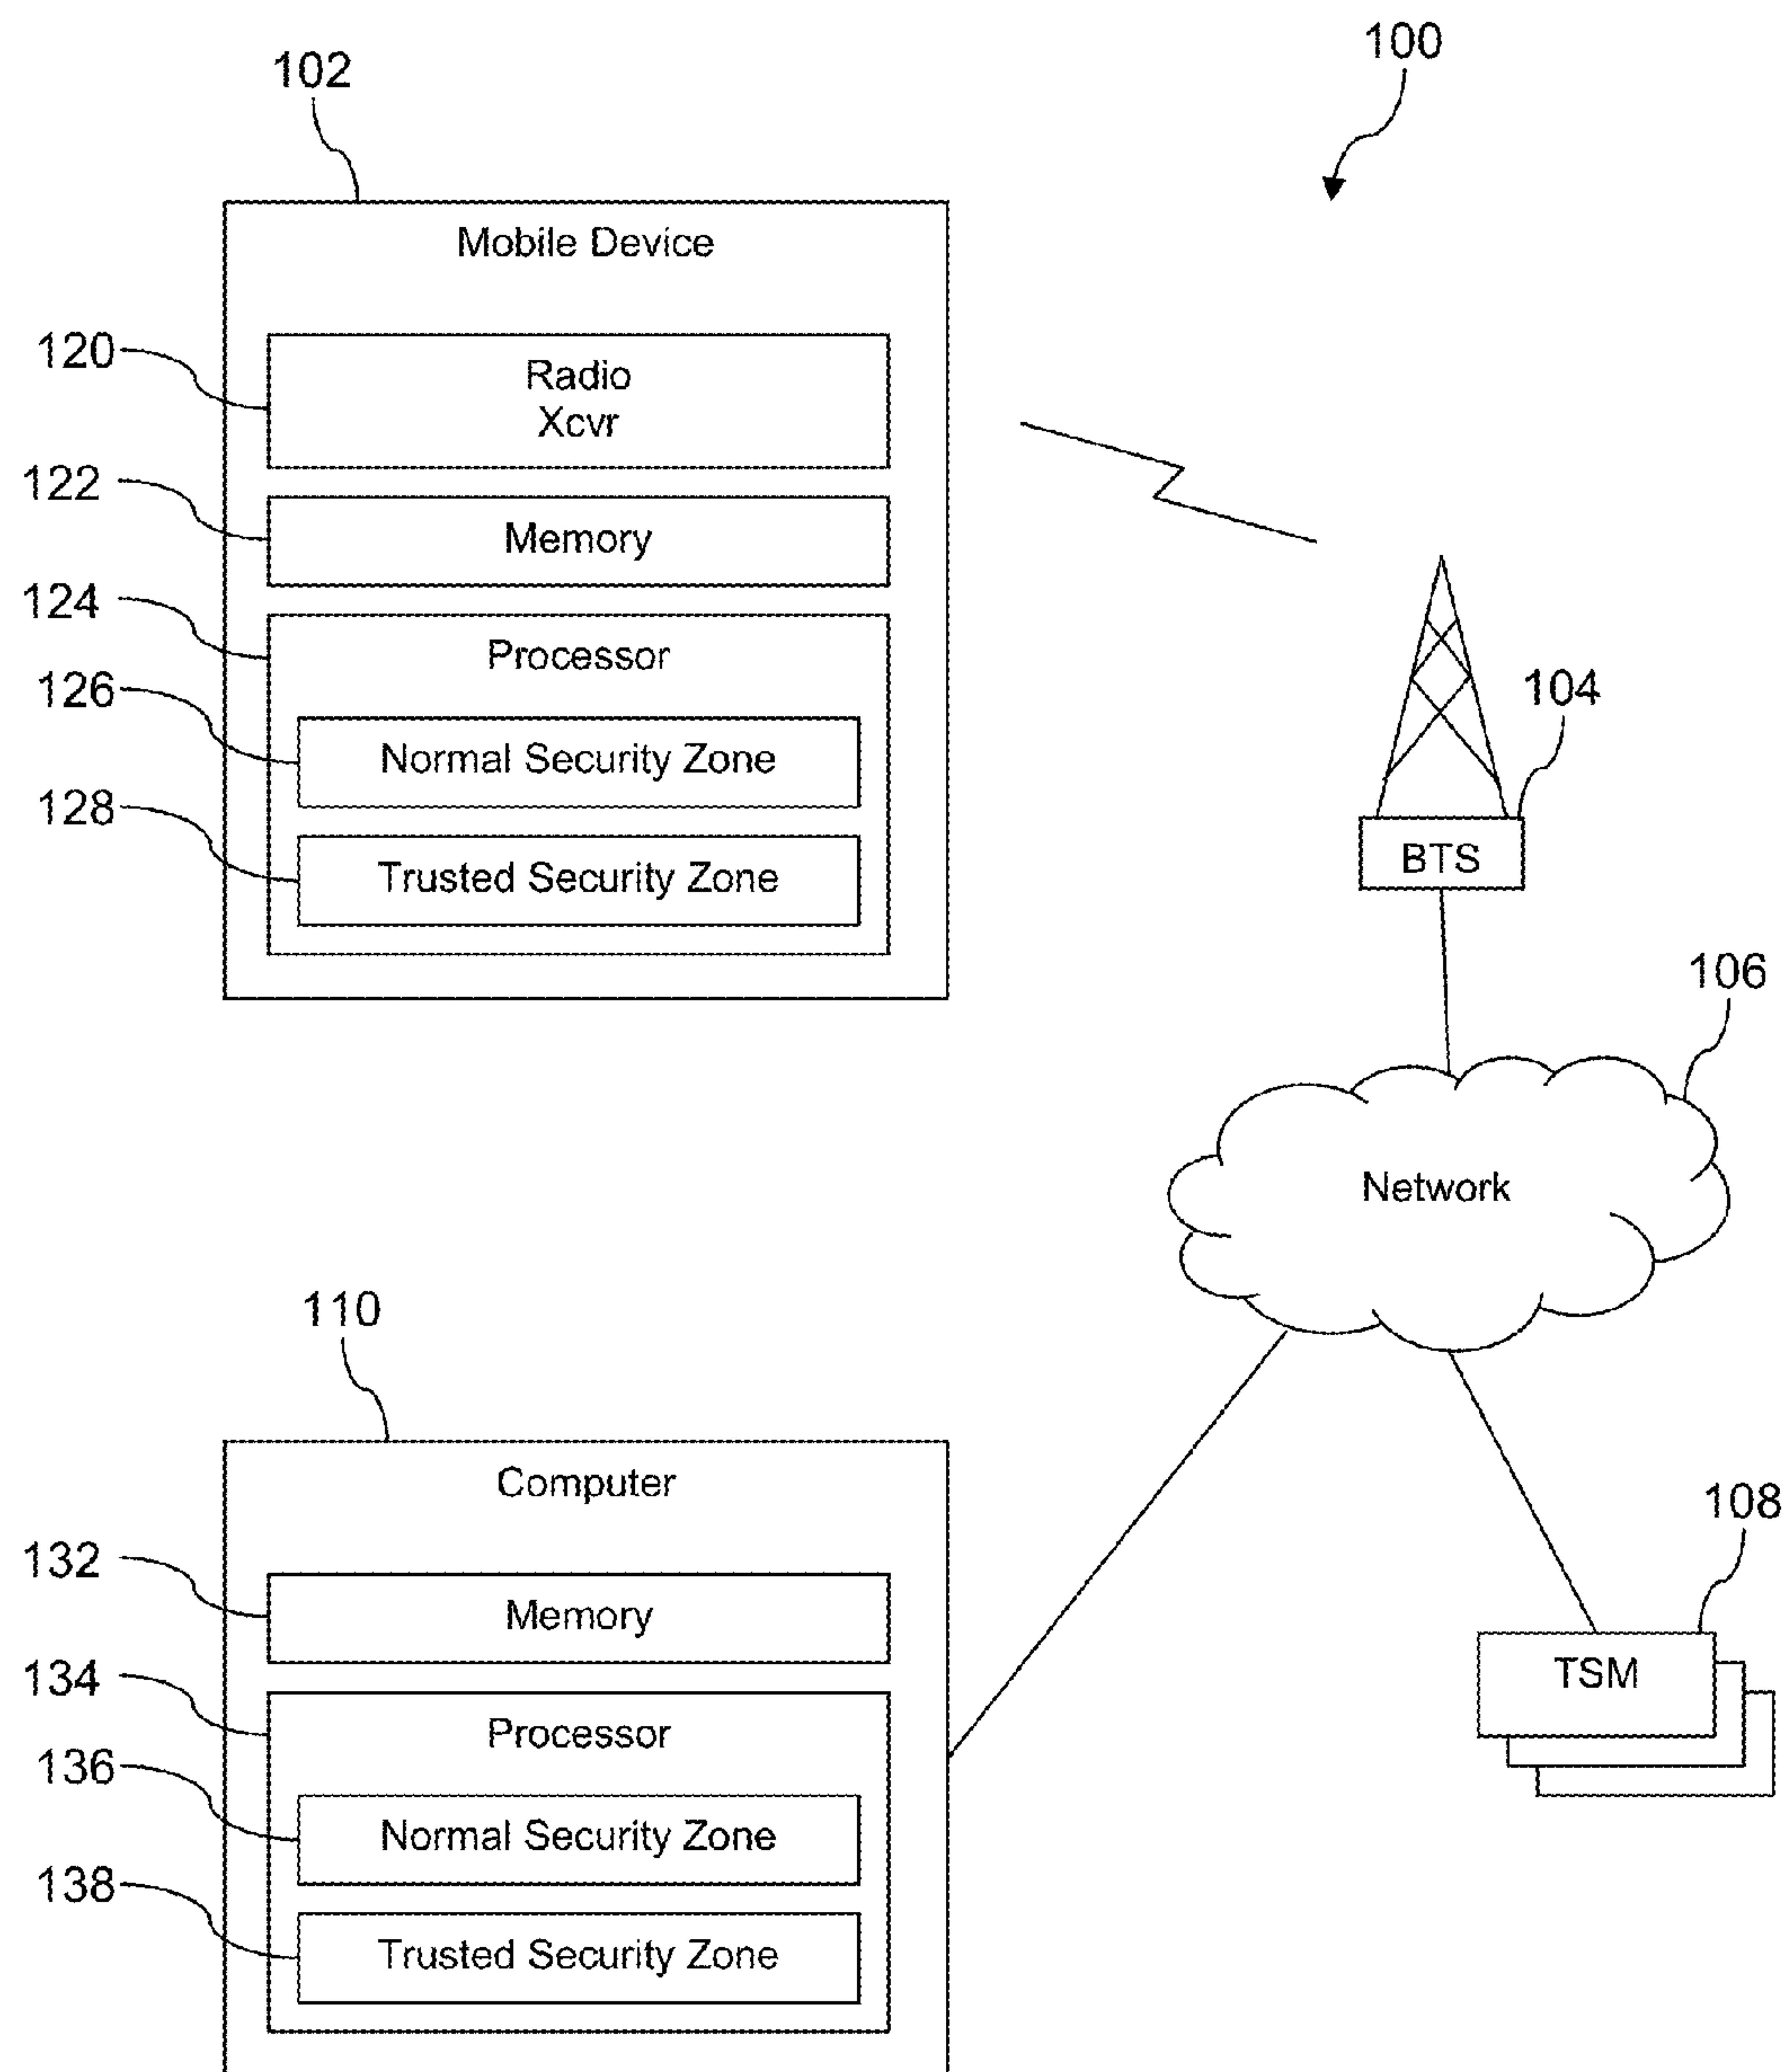 100
102
Mobile Device
120
Radio
Xcvr
122
Memory
124
Processor
126
Normal Security Zone
128
Trusted Security Zone
104
BTS
106
Network
110
Computer
108
TSM
132
Memory
134
Processor
136
Normal Security Zone
138
Trusted Security Zone